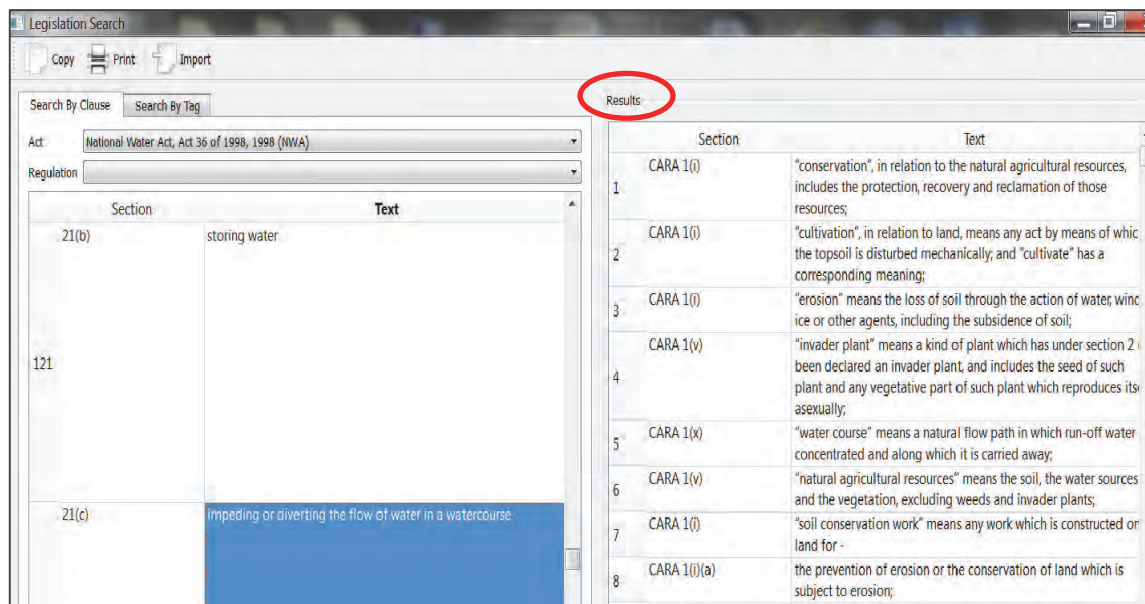 Legislation Search
Copy Print Import
Search By Clause Search By Tag
Act National Water Act, Act 36 of 1998, 1998 (NWA)
Regulation
Section Text
21(b) storing water
121
21(c) impeding or diverting the flow of water in a watercourse
Results
Section Text
1 CARA 1(i) "conservation", in relation to the natural agricultural resources,
includes the protection, recovery and reclamation of those
resources;
2 CARA 1(i) "cultivation", in relation to land, means any act by means of whic
the topsoil is disturbed mechanically; and "cultivate" has a
corresponding meaning;
3 CARA 1(i) "erosion" means the loss of soil through the action of water, winc
ice or other agents, including the subsidence of soil;
4 CARA 1(v) "invader plant" means a kind of plant which has under section 2
been declared an invader plant, and includes the seed of such
plant and any vegetative part of such plant which reproduces its
asexually;
5 CARA 1(x) "water course" means a natural flow path in which run-off water
concentrated and along which it is carried away;
6 CARA 1(v) "natural agricultural resources" means the soil, the water sources
and the vegetation, excluding weeds and invader plants;
7 CARA 1(i) "soil conservation work" means any work which is constructed or
land for -
8 CARA 1(i)(a) the prevention of erosion or the conservation of land which is
subject to erosion;